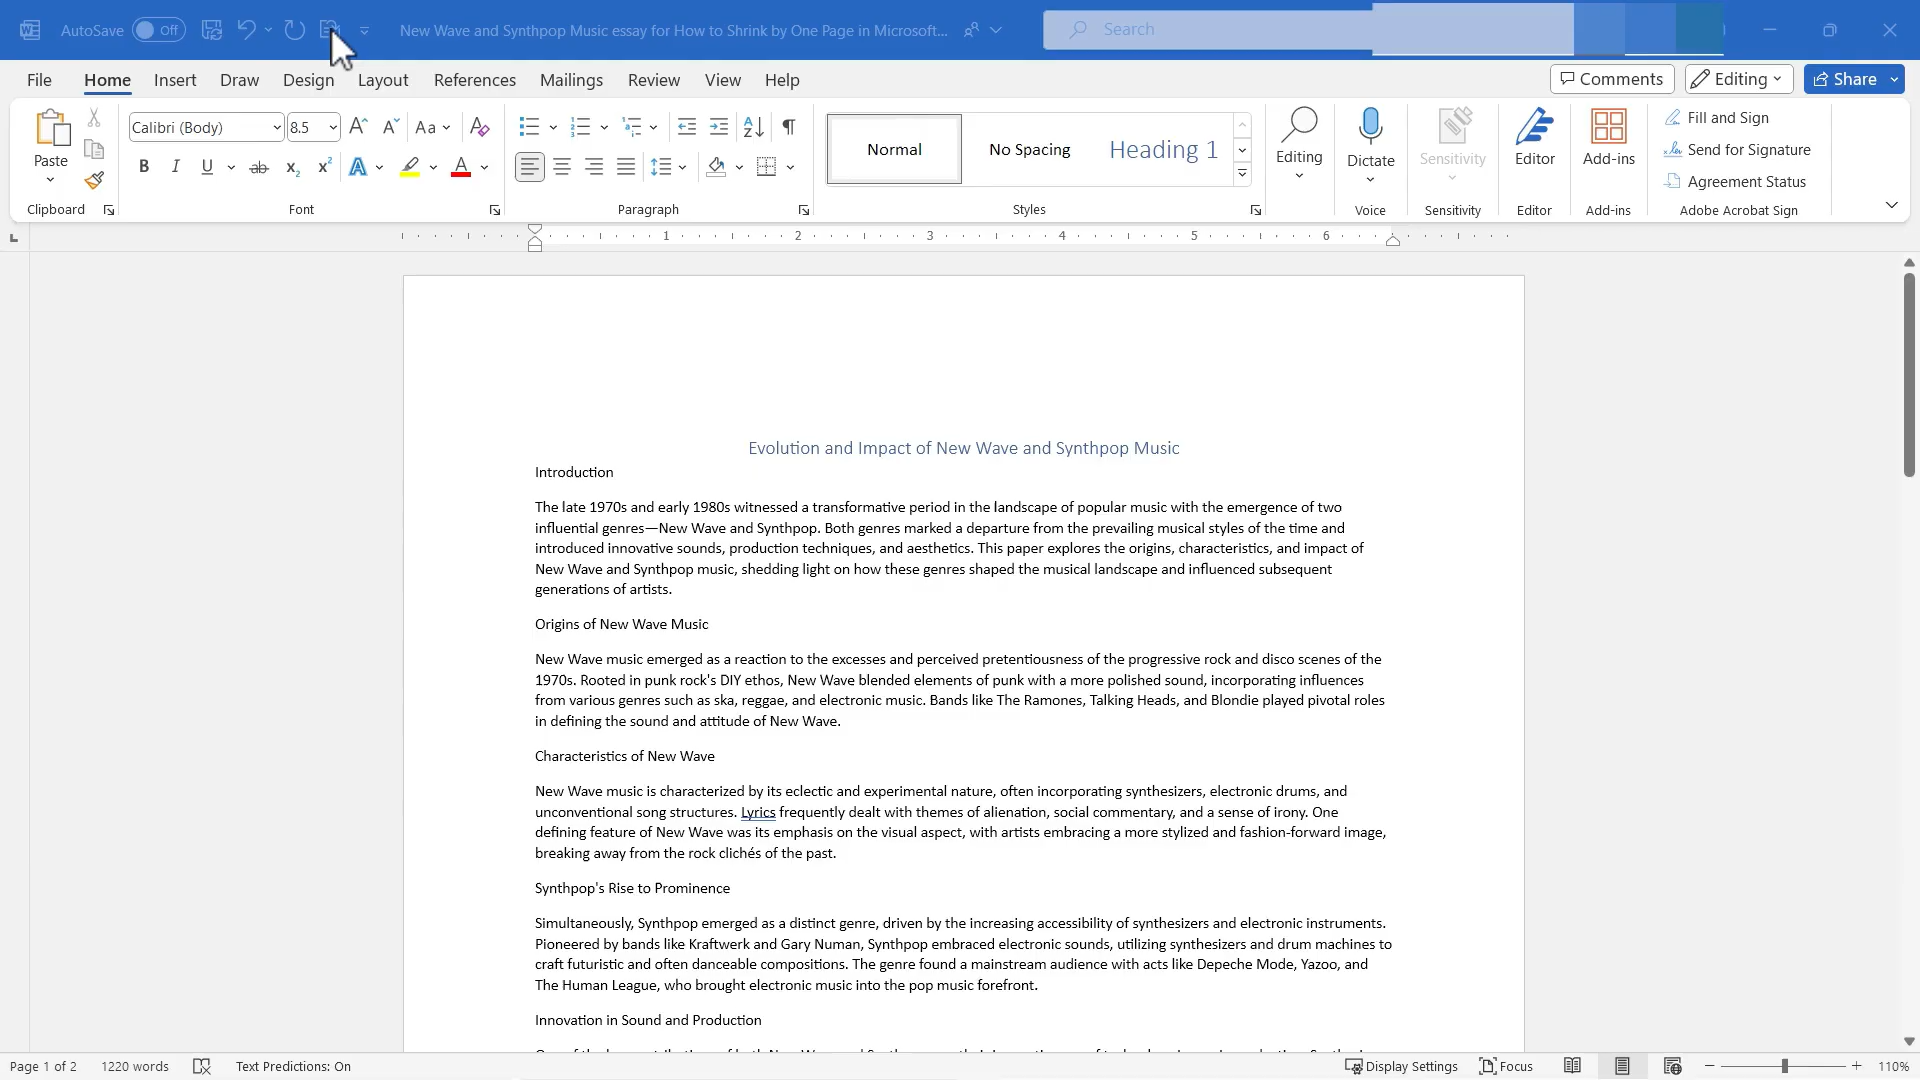 AutoSave Off New Wave and Synthpop Music essay for How to Shrink by One Page in Microsoft... Search
File Home Insert Draw Design Layout References Mailings Review View Help Comments Editing Share
Calibri (Body) 8.5 Aa
Paste B I U ab x₂ x² A A
Normal No Spacing Heading 1
Editing Dictate Sensitivity Editor Add-ins
Fill and Sign
Send for Signature
Agreement Status
Clipboard Font Paragraph Styles Voice Sensitivity Editor Add-ins Adobe Acrobat Sign
1 2 3 4 5 6
Evolution and Impact of New Wave and Synthpop Music
Introduction
The late 1970s and early 1980s witnessed a transformative period in the landscape of popular music with the emergence of two
influential genres—New Wave and Synthpop. Both genres marked a departure from the prevailing musical styles of the time and
introduced innovative sounds, production techniques, and aesthetics. This paper explores the origins, characteristics, and impact of
New Wave and Synthpop music, shedding light on how these genres shaped the musical landscape and influenced subsequent
generations of artists.
Origins of New Wave Music
New Wave music emerged as a reaction to the excesses and perceived pretentiousness of the progressive rock and disco scenes of the
1970s. Rooted in punk rock's DIY ethos, New Wave blended elements of punk with a more polished sound, incorporating influences
from various genres such as ska, reggae, and electronic music. Bands like The Ramones, Talking Heads, and Blondie played pivotal roles
in defining the sound and attitude of New Wave.
Characteristics of New Wave
New Wave music is characterized by its eclectic and experimental nature, often incorporating synthesizers, electronic drums, and
unconventional song structures. Lyrics frequently dealt with themes of alienation, social commentary, and a sense of irony. One
defining feature of New Wave was its emphasis on the visual aspect, with artists embracing a more stylized and fashion-forward image,
breaking away from the rock clichés of the past.
Synthpop's Rise to Prominence
Simultaneously, Synthpop emerged as a distinct genre, driven by the increasing accessibility of synthesizers and electronic instruments.
Pioneered by bands like Kraftwerk and Gary Numan, Synthpop embraced electronic sounds, utilizing synthesizers and drum machines to
craft futuristic and often danceable compositions. The genre found a mainstream audience with acts like Depeche Mode, Yazoo, and
The Human League, who brought electronic music into the pop music forefront.
Innovation in Sound and Production
Page 1 of 2 1220 words Text Predictions: On Display Settings Focus 110%